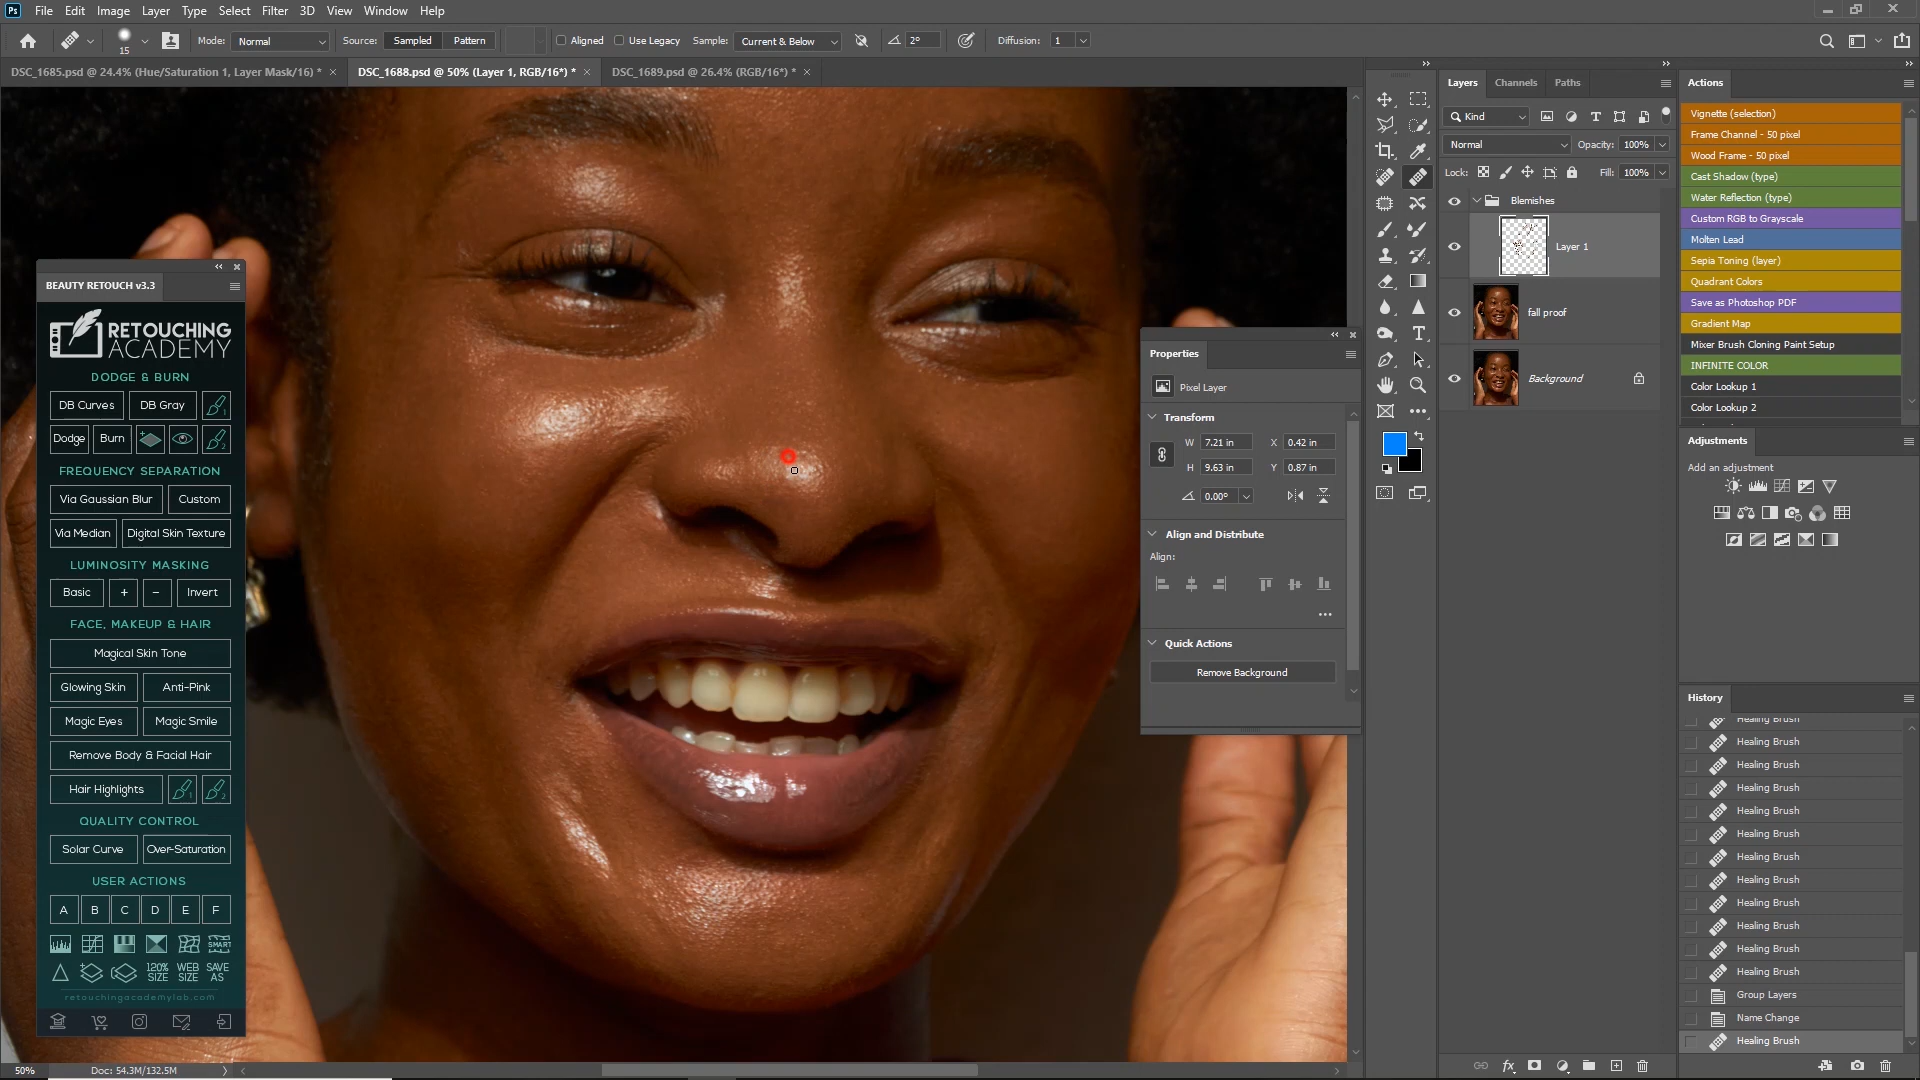 Ps File Edit Image Layer Type Select Filter 3D View Window Help
15 Mode: Normal Source: Sampled Pattern Aligned Use Legacy Sample: Current & Below 2° Diffusion: 1
DSC_1685.psd @ 24.4% (Hue/Saturation 1, Layer Mask/16) * × DSC_1688.psd @ 50% (Layer 1, RGB/16*) * × DSC_1689.psd @ 26.4% (RGB/16*) * ×
BEAUTY RETOUCH v3.3
RETOUCHING
ACADEMY
DODGE & BURN
DB Curves DB Gray 1
Dodge Burn 2
FREQUENCY SEPARATION
Via Gaussian Blur Custom
Via Median Digital Skin Texture
LUMINOSITY MASKING
Basic + − Invert
FACE, MAKEUP & HAIR
Magical Skin Tone
Glowing Skin Anti-Pink
Magic Eyes Magic Smile
Remove Body & Facial Hair
Hair Highlights 1 2
QUALITY CONTROL
Solar Curve Over-Saturation
USER ACTIONS
A B C D E F
SMART
120% SIZE WEB SIZE SAVE AS
retouchingacademylab.com
50% Doc: 54.3M/132.5M
Properties
Pixel Layer
Transform
W 7.21 in X 0.42 in
H 9.63 in Y 0.87 in
0.00°
Align and Distribute
Align:
Quick Actions
Remove Background
Layers Channels Paths
Kind
Normal Opacity: 100%
Lock: Fill: 100%
Blemishes
Layer 1
fall proof
Background
fx
Actions
Vignette (selection)
Frame Channel - 50 pixel
Wood Frame - 50 pixel
Cast Shadow (type)
Water Reflection (type)
Custom RGB to Grayscale
Molten Lead
Sepia Toning (layer)
Quadrant Colors
Save as Photoshop PDF
Gradient Map
Mixer Brush Cloning Paint Setup
INFINITE COLOR
Color Lookup 1
Color Lookup 2
Adjustments
Add an adjustment
History
Healing Brush
Healing Brush
Healing Brush
Healing Brush
Healing Brush
Healing Brush
Healing Brush
Healing Brush
Healing Brush
Healing Brush
Healing Brush
Healing Brush
Group Layers
Name Change
Healing Brush